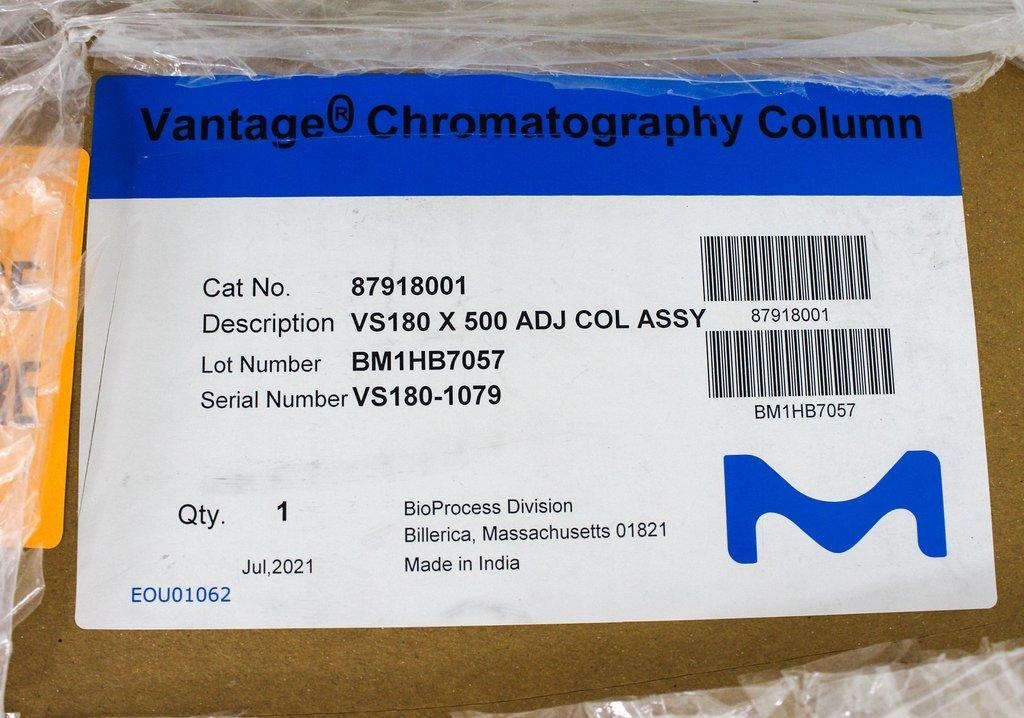 Vantage® Chromatography Column
Cat No. 87918001
Description VS180 X 500 ADJ COL ASSY
87918001
Lot Number BM1HB7057
Serial Number VS180-1079
BM1HB7057
Qty. 1
BioProcess Division
Billerica, Massachusetts 01821
Made in India
Jul,2021
EOU01062